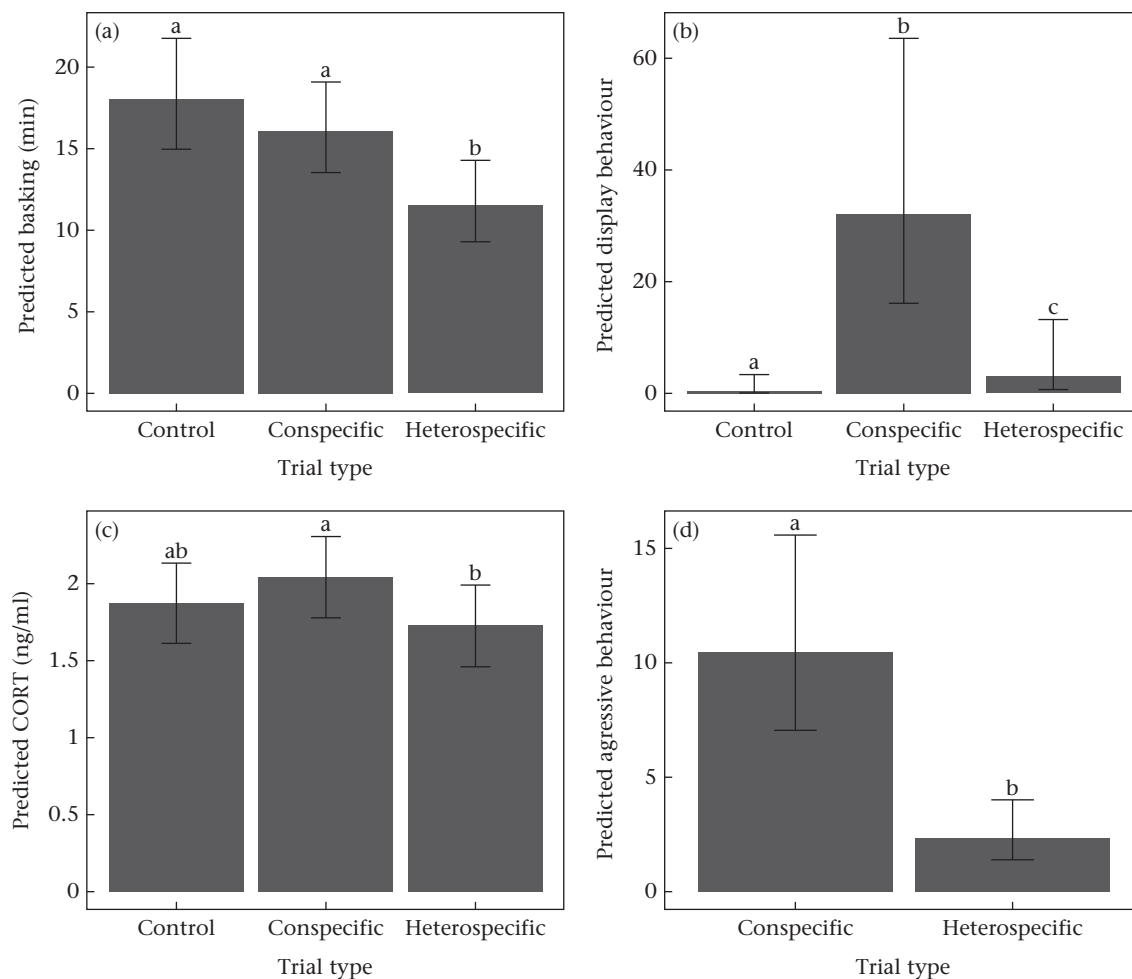 (a)
a
a
b
20
15
10
5
0
Predicted basking (min)
Control Conspecific Heterospecific
Trial type
(b)
b
a
c
60
40
20
0
Predicted display behaviour
Control Conspecific Heterospecific
Trial type
(c)
ab
a
b
2
1.5
1
0.5
0
Predicted CORT (ng/ml)
Control Conspecific Heterospecific
Trial type
(d)
a
b
15
10
5
0
Predicted agressive behaviour
Conspecific Heterospecific
Trial type